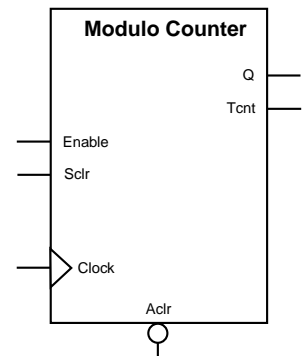 Modulo Counter
Q
Tcnt
Enable
Sclr
Clock
Aclr